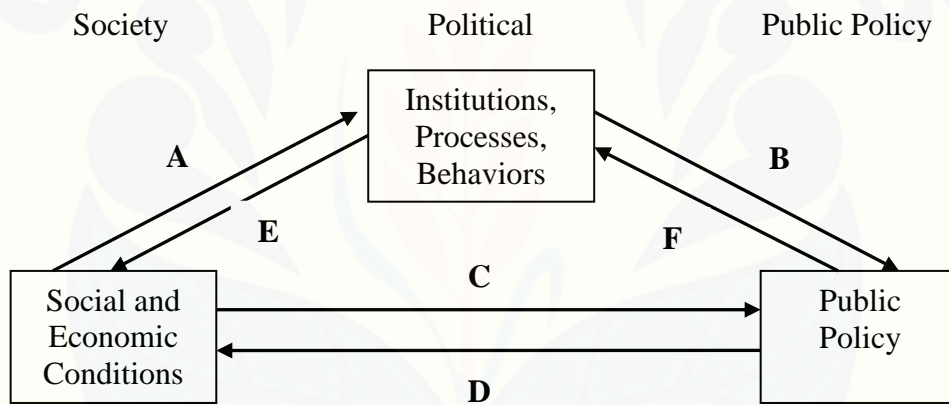 Society
Political
Public Policy
Institutions,
Processes,
Behaviors
A
B
E
F
C
Social and
Economic
Conditions
Public
Policy
D